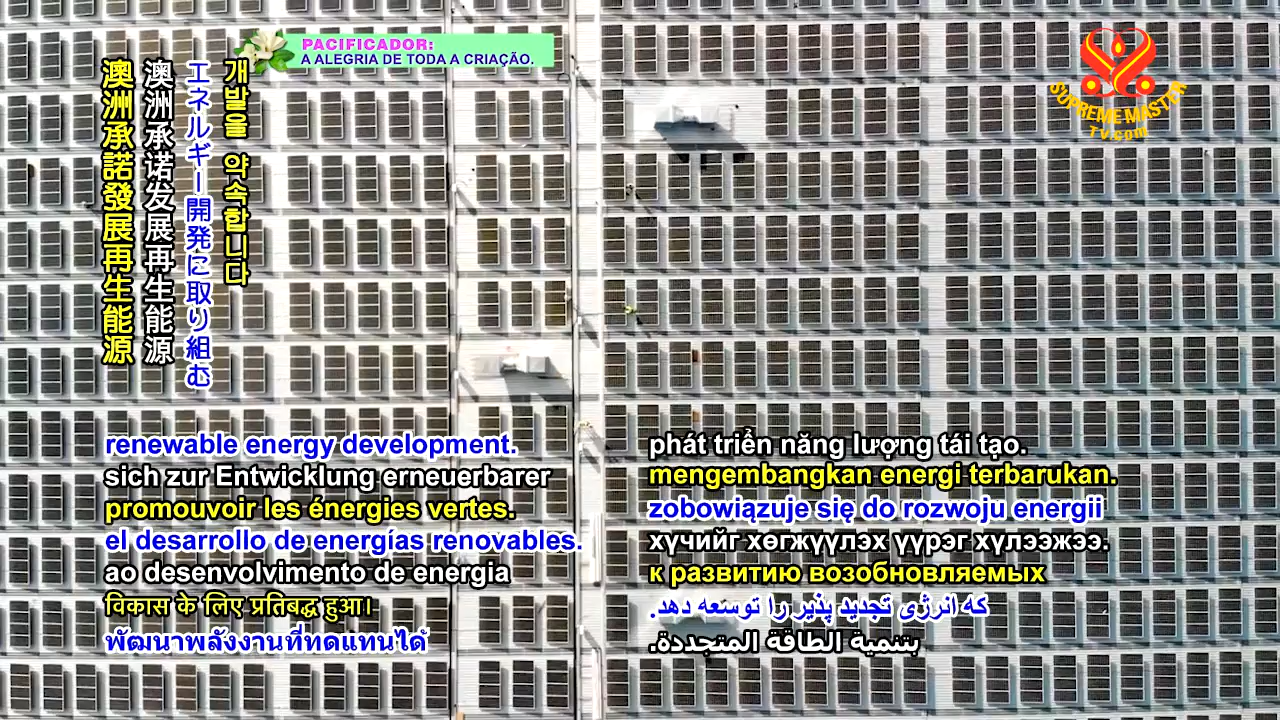 PACIFICADOR:
A ALEGRIA DE TODA A CRIAÇÃO.
SUPREME MASTER
Tv.com
개발을 약속합니다
エネルギー開発に取り組む
澳洲承诺发展再生能源
澳洲承諾發展再生能源
renewable energy development.
sich zur Entwicklung erneuerbarer
promouvoir les énergies vertes.
el desarrollo de energías renovables.
ao desenvolvimento de energia
विकास के लिए प्रतिबद्ध हुआ।
พัฒนาพลังงานที่ทดแทนได้
phát triển năng lượng tái tạo.
mengembangkan energi terbarukan.
zobowiązuje się do rozwoju energii
хүчийг хөгжүүлэх үүрэг хүлээжээ.
к развитию возобновляемых
که انرژی تجدید پذیر را توسعه دهد.
بتنمية الطاقة المتجددة.